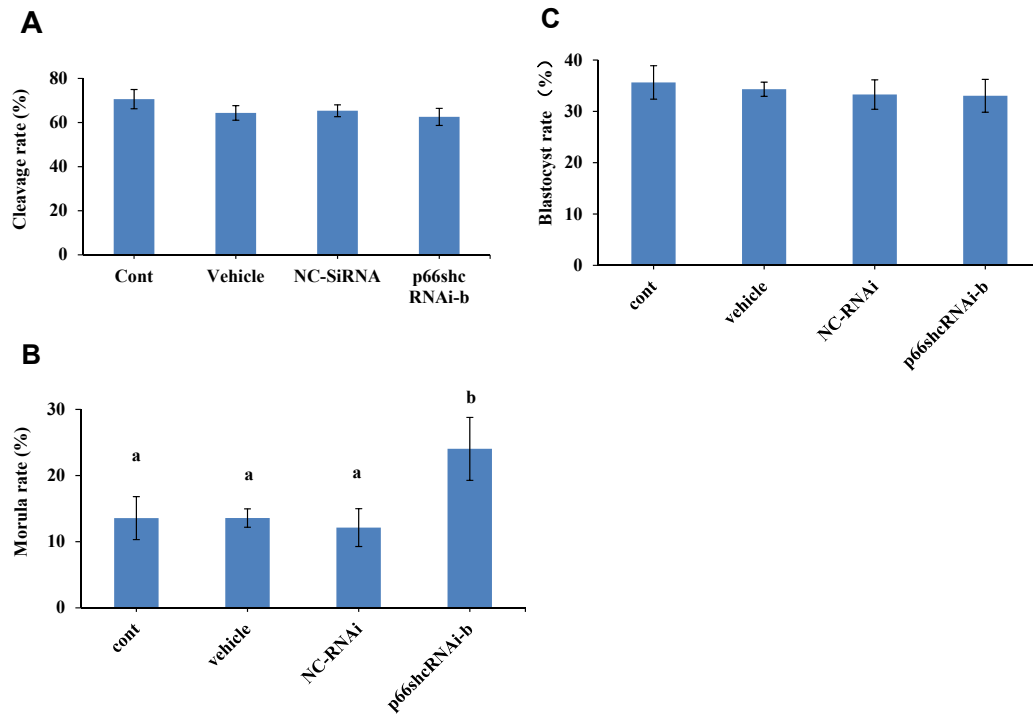 A
Cleavage rate (%)
80
60
40
20
0
Cont
Vehicle
NC-SiRNA
p66shc
RNAi-b
C
Blastocyst rate （%）
40
30
20
10
0
cont
vehicle
NC-RNAi
p66shcRNAi-b
B
Morula rate (%)
30
20
10
0
a
a
a
b
cont
vehicle
NC-RNAi
p66shcRNAi-b